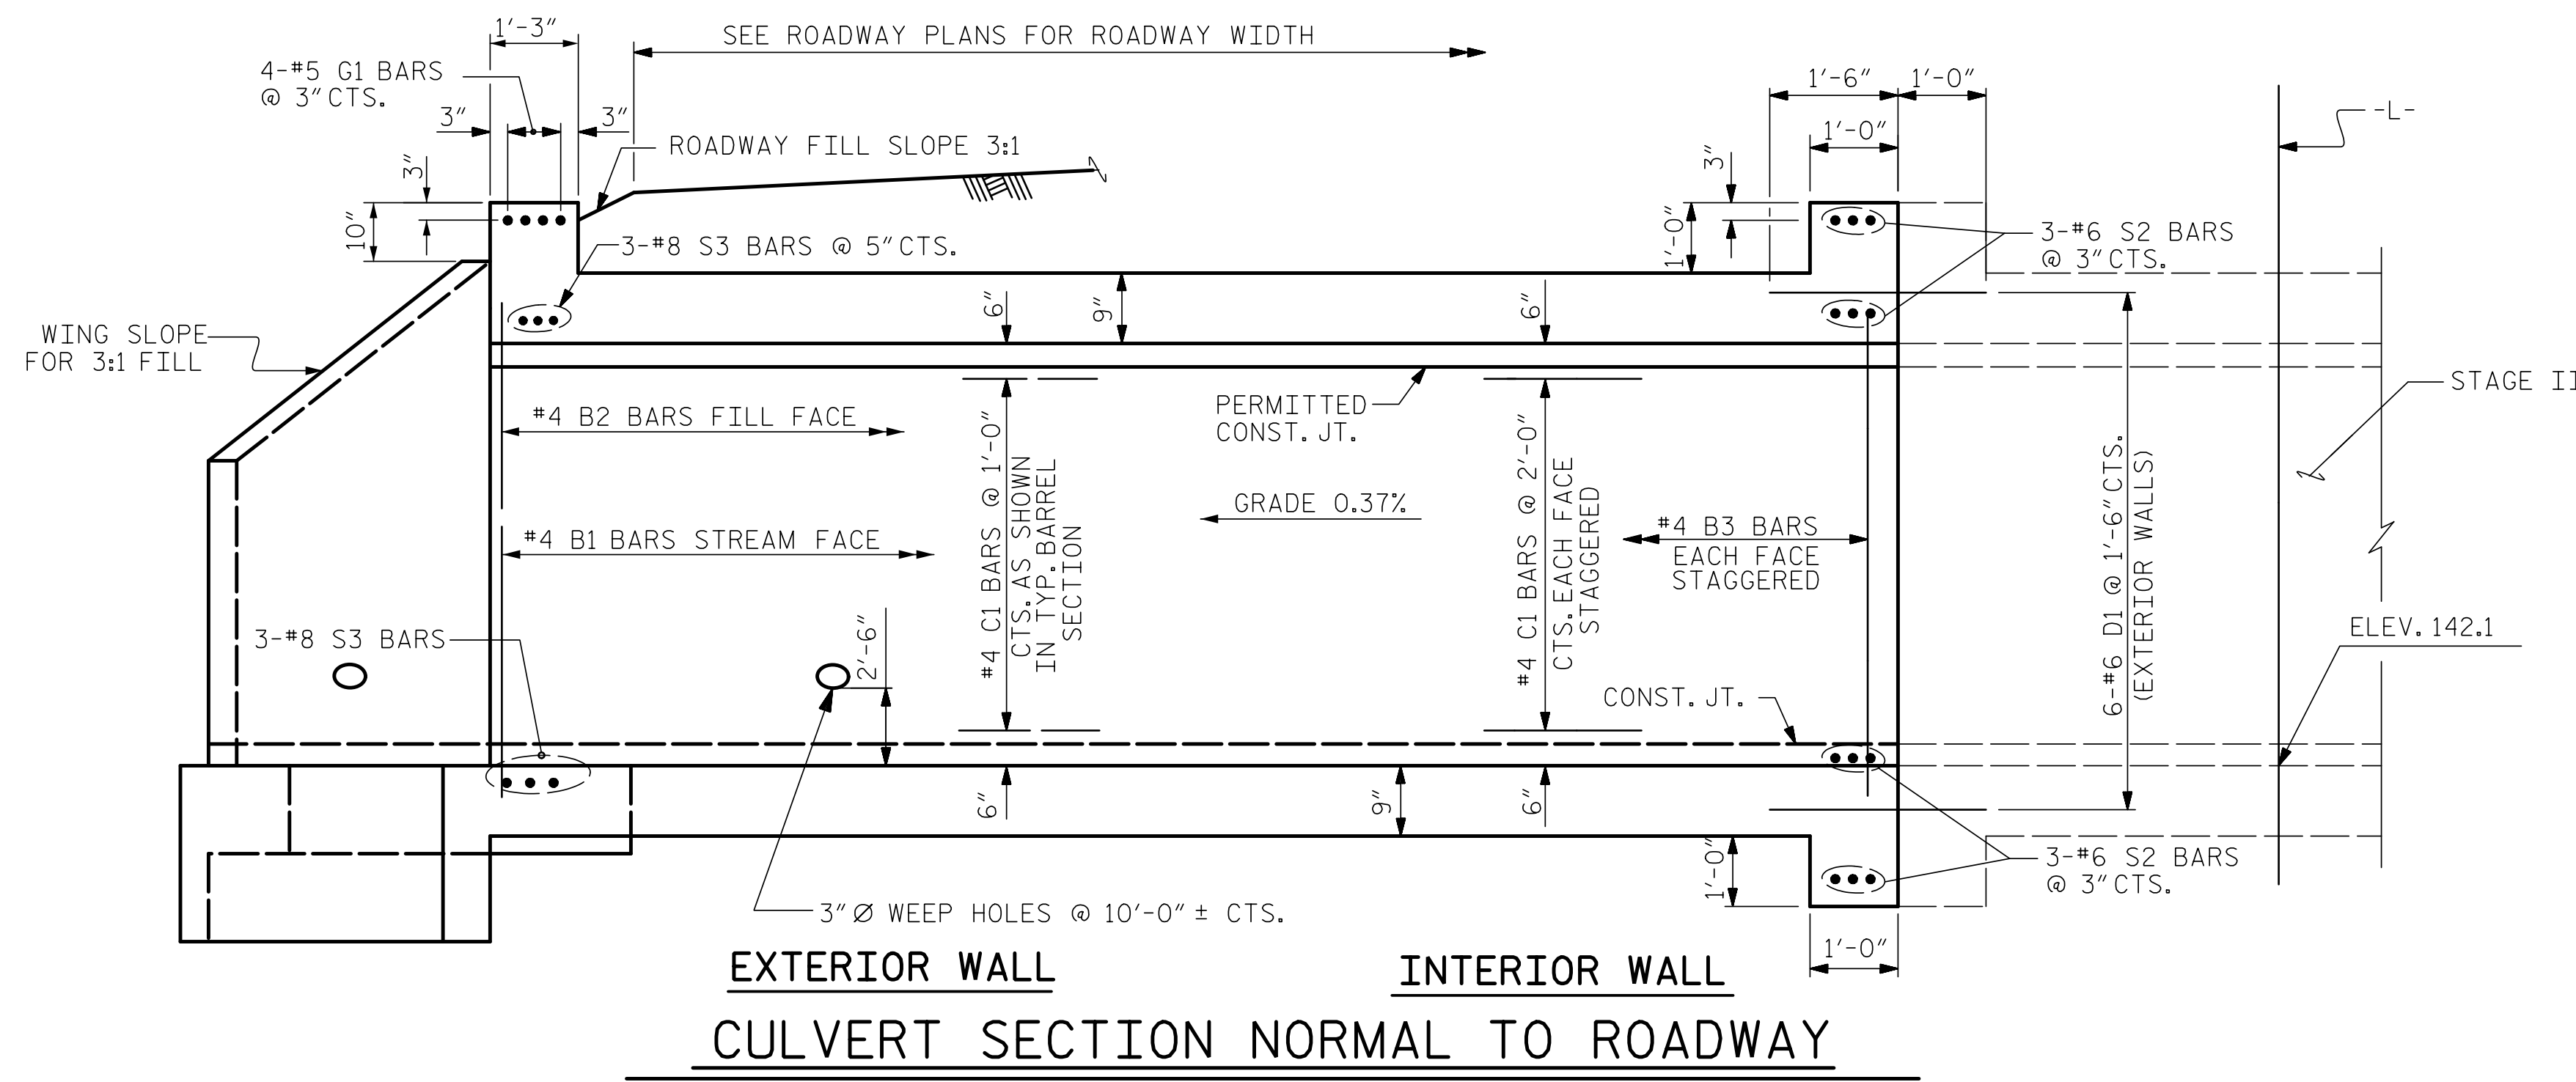 1'-3"
SEE ROADWAY PLANS FOR ROADWAY WIDTH
4-#5 G1 BARS
@ 3" CTS.
3"
3"
1'-6"
1'-0"
-L-
1'-0"
ROADWAY FILL SLOPE 3:1
3"
3"
10"
1'-0"
3-#8 S3 BARS @ 5" CTS.
3-#6 S2 BARS
@ 3" CTS.
6"
9"
6"
WING SLOPE
FOR 3:1 FILL
STAGE II
#4 B2 BARS FILL FACE
PERMITTED
CONST. JT.
#4 C1 BARS @ 1'-0"
CTS. AS SHOWN
IN TYP. BARREL
SECTION
#4 C1 BARS @ 2'-0"
CTS. EACH FACE
STAGGERED
6-#6 D1 @ 1'-6" CTS.
(EXTERIOR WALLS)
GRADE 0.37%
#4 B1 BARS STREAM FACE
#4 B3 BARS
EACH FACE
STAGGERED
3-#8 S3 BARS
2'-6"
ELEV. 142.1
CONST. JT.
6"
9"
6"
1'-0"
3-#6 S2 BARS
@ 3" CTS.
3" Ø WEEP HOLES @ 10'-0" ± CTS.
1'-0"
EXTERIOR WALL
INTERIOR WALL
CULVERT SECTION NORMAL TO ROADWAY